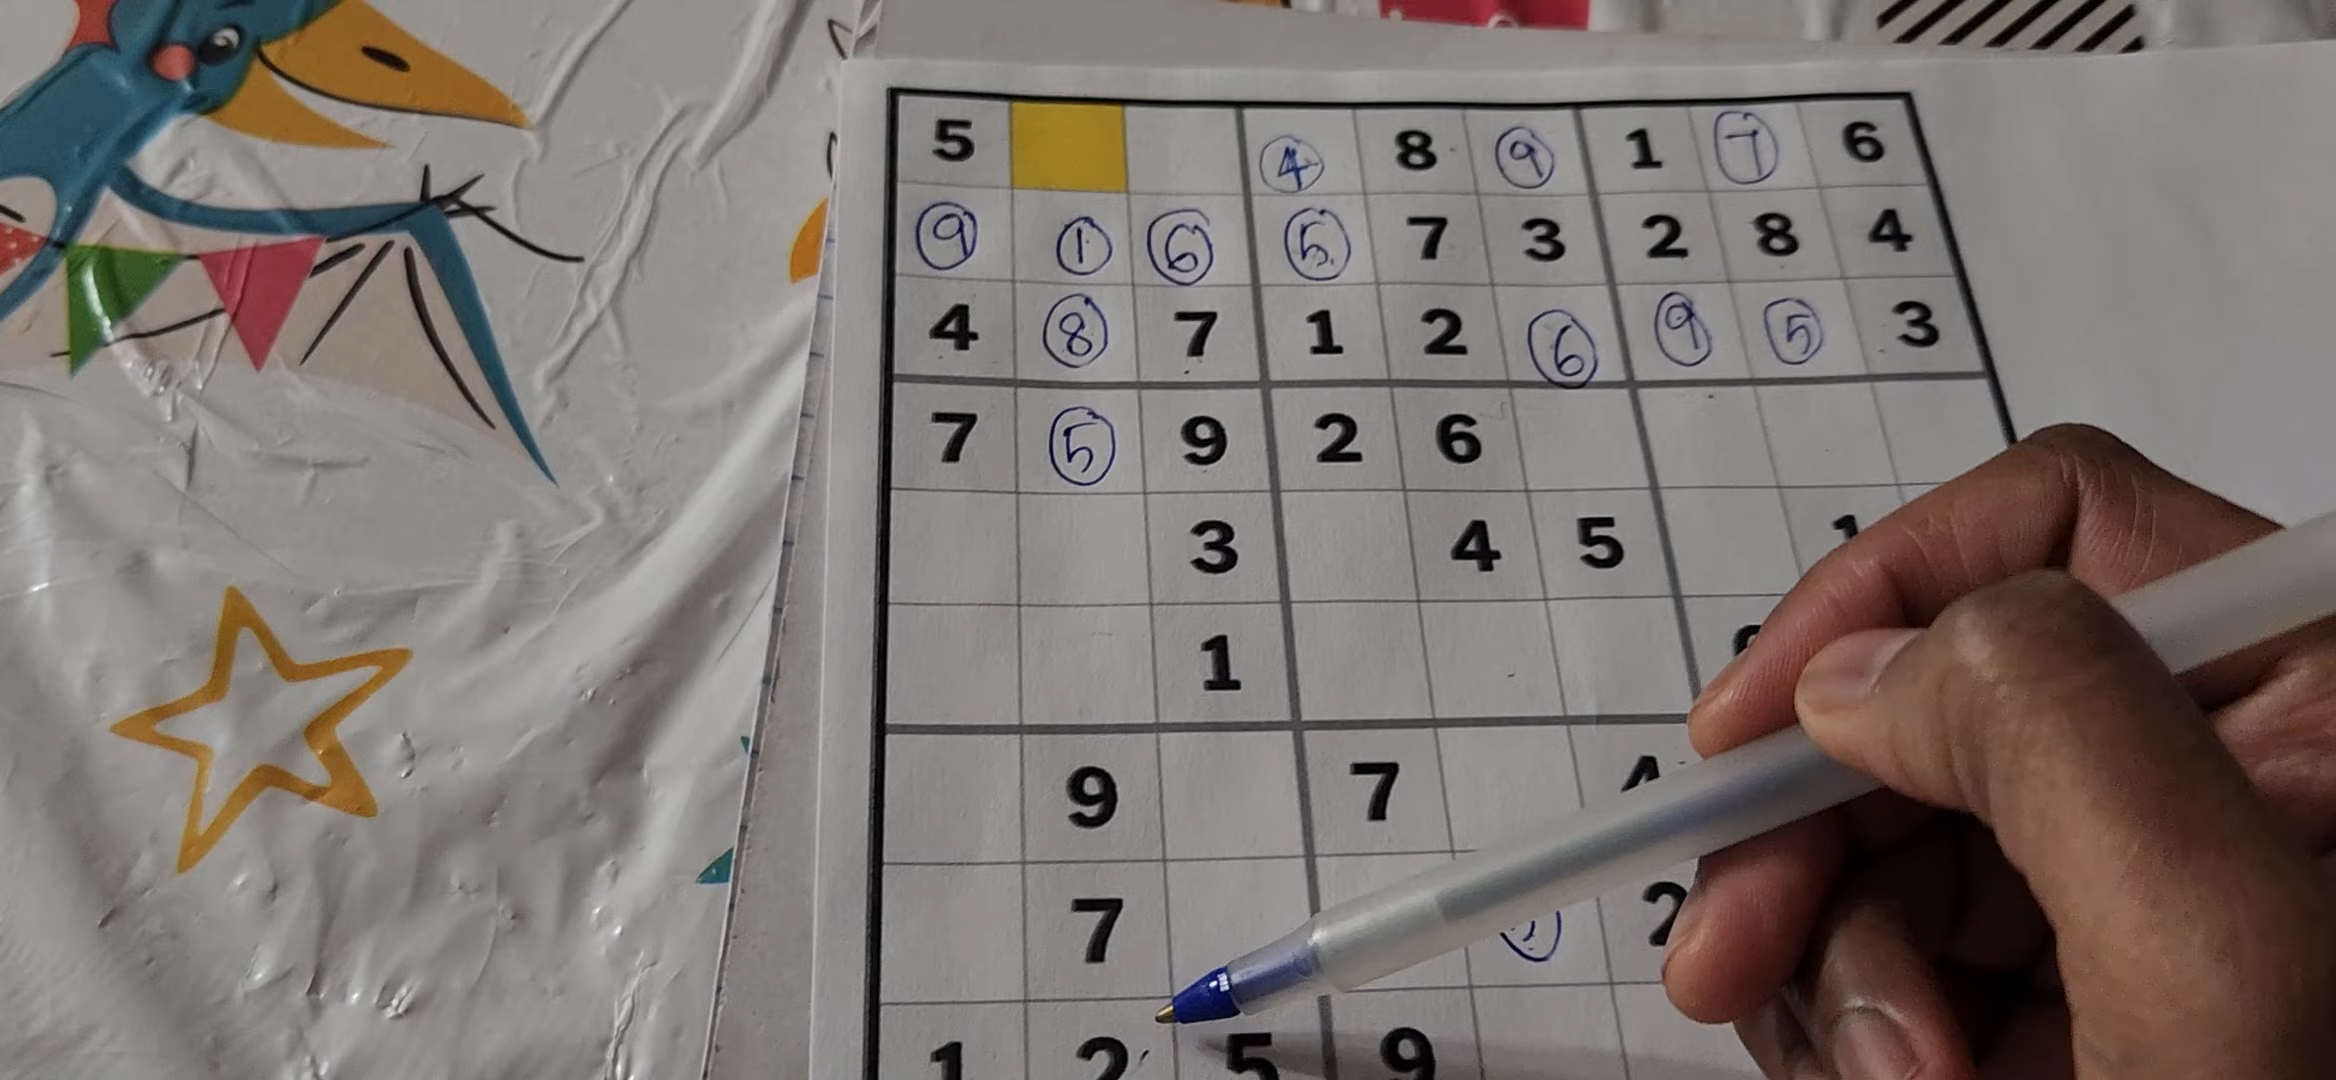 5 4 8 9 1 7 6
9 1 6 5 7 3 2 8 4
4 8 7 1 2 6 9 5 3
7 5 9 2 6
3 4 5 1
1
9 7
7 2
1 2 5 9